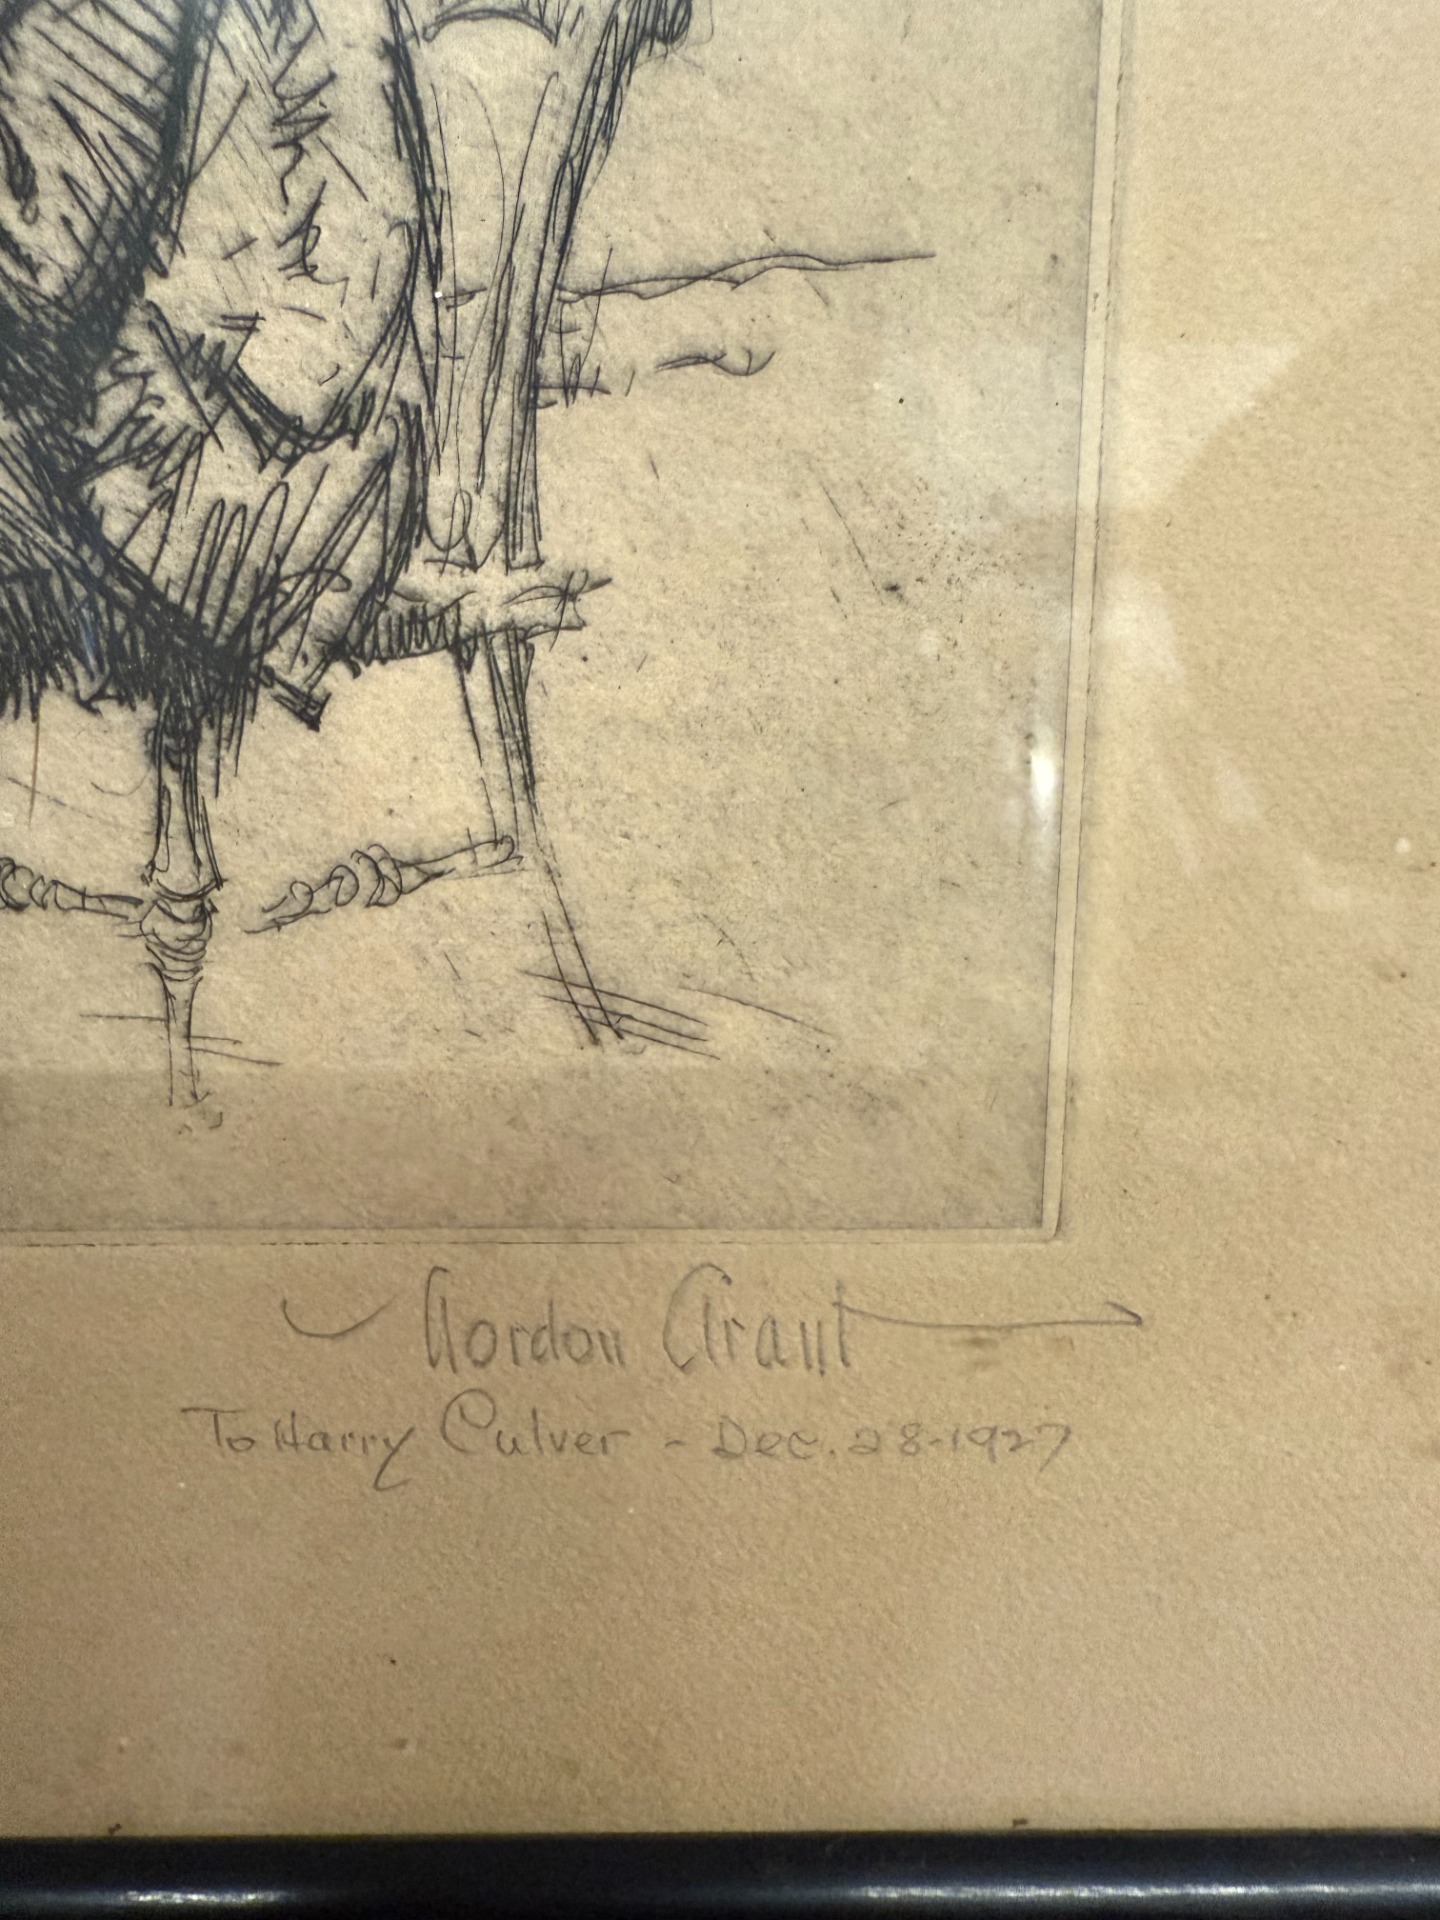 Gordon Grant
To Harry Culver - Dec. 28-1927